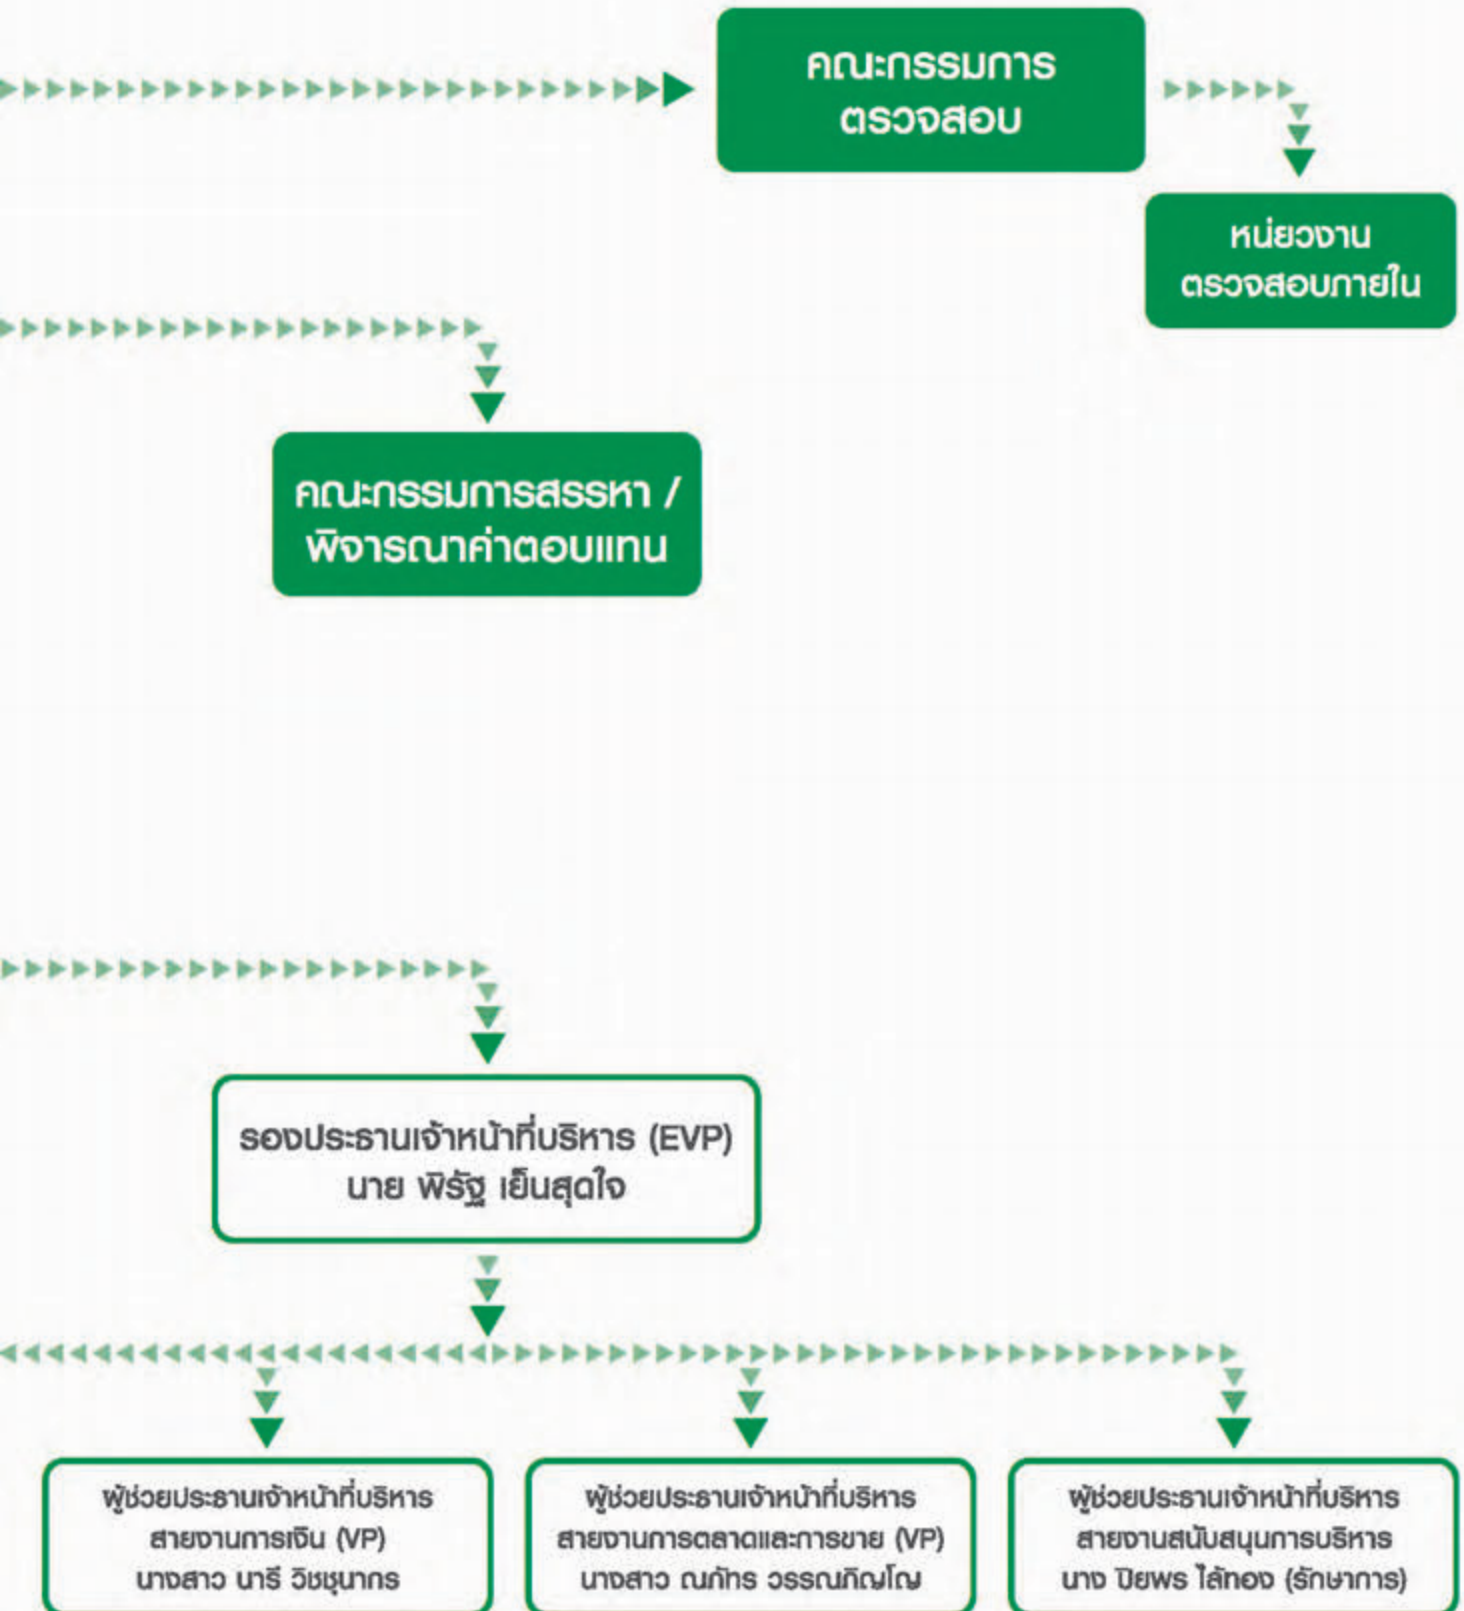 คณะกรรมการ
ตรวจสอบ
หน่วยงาน
ตรวจสอบภายใน
คณะกรรมการสรรหา /
พิจารณาค่าตอบแทน
รองประธานเจ้าหน้าที่บริหาร (EVP)
นาย พิรัฐ เย็นสุดใจ
ผู้ช่วยประธานเจ้าหน้าที่บริหาร
สายงานการเงิน (VP)
นางสาว นารี วิชชุนากร
ผู้ช่วยประธานเจ้าหน้าที่บริหาร
สายงานการตลาดและการขาย (VP)
นางสาว ณภัทร วรรณภิญโญ
ผู้ช่วยประธานเจ้าหน้าที่บริหาร
สายงานสนับสนุนการบริหาร
นาง ปิยพร ไล้ทอง (รักษาการ)